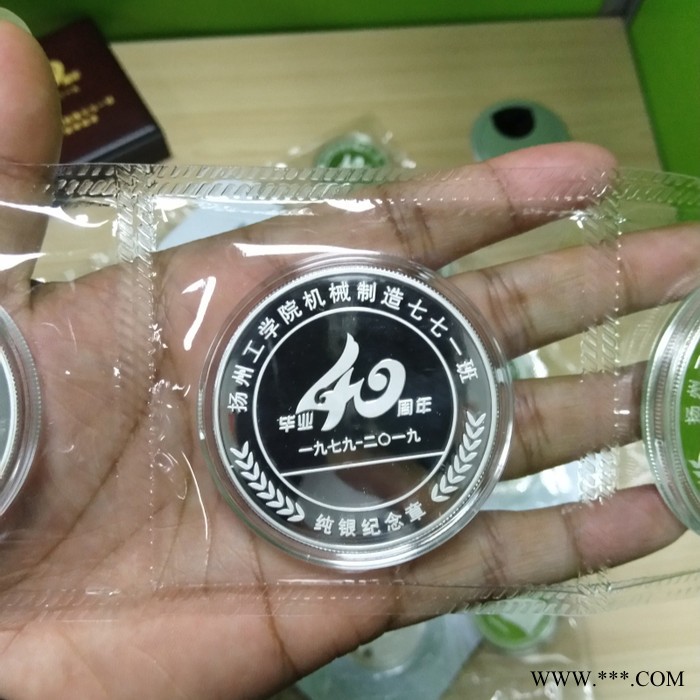 扬州工学院机械制造七七一班
40
毕业 周年
一九七九-二〇一九
纯银纪念章
WWW.***.COM